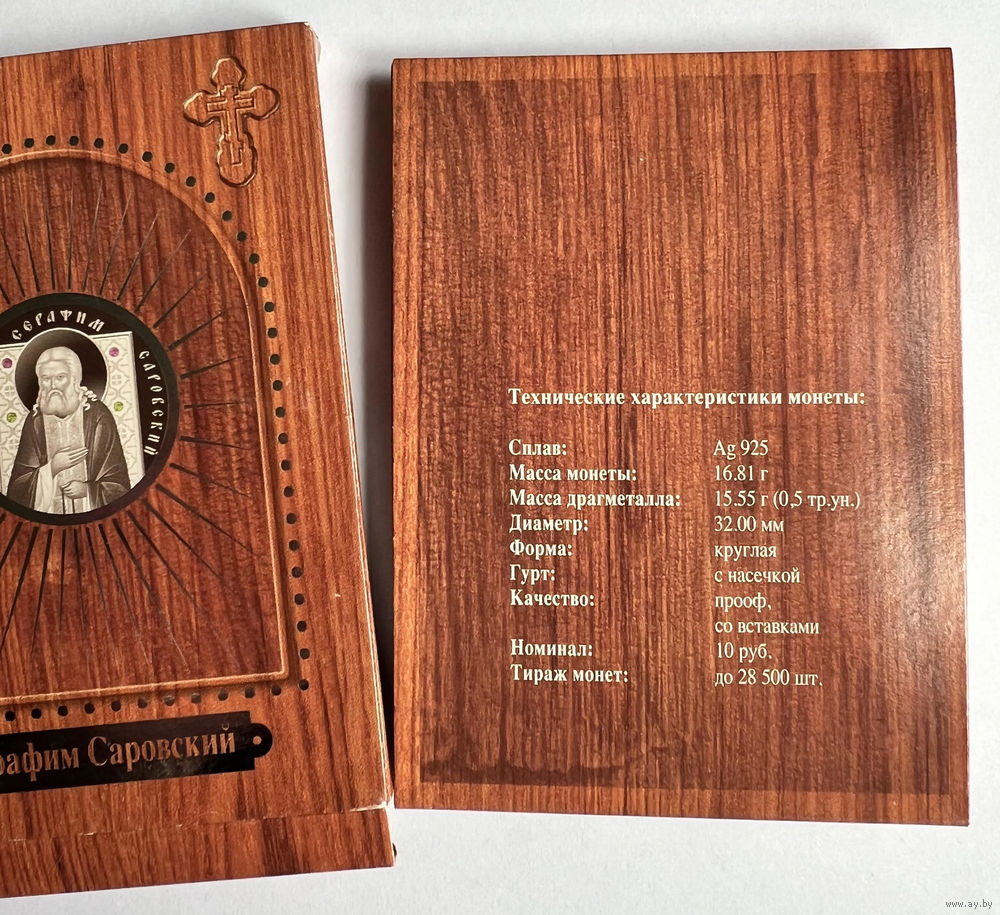 СЕРАФИМ САРОВСКИЙ
Саровский
Технические характеристики монеты:
Сплав: Ag 925
Масса монеты: 16.81 г
Масса драгметалла: 15.55 г (0,5 тр.ун.)
Диаметр: 32.00 мм
Форма: круглая
Гурт: с насечкой
Качество: прооф,
со вставками
Номинал: 10 руб.
Тираж монет: до 28 500 шт.
www.ay.by